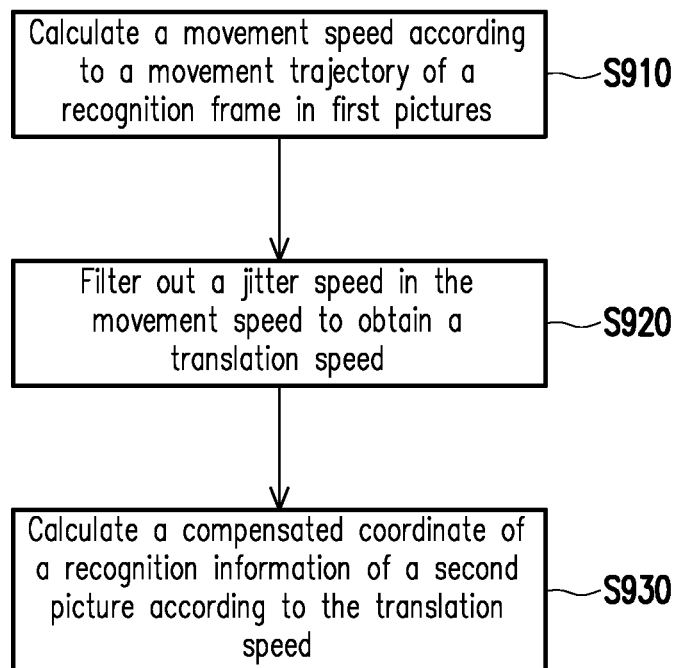 Calculate a movement speed according
to a movement trajectory of a
recognition frame in first pictures
S910
Filter out a jitter speed in the
movement speed to obtain a
translation speed
S920
Calculate a compensated coordinate of
a recognition information of a second
picture according to the translation
speed
S930